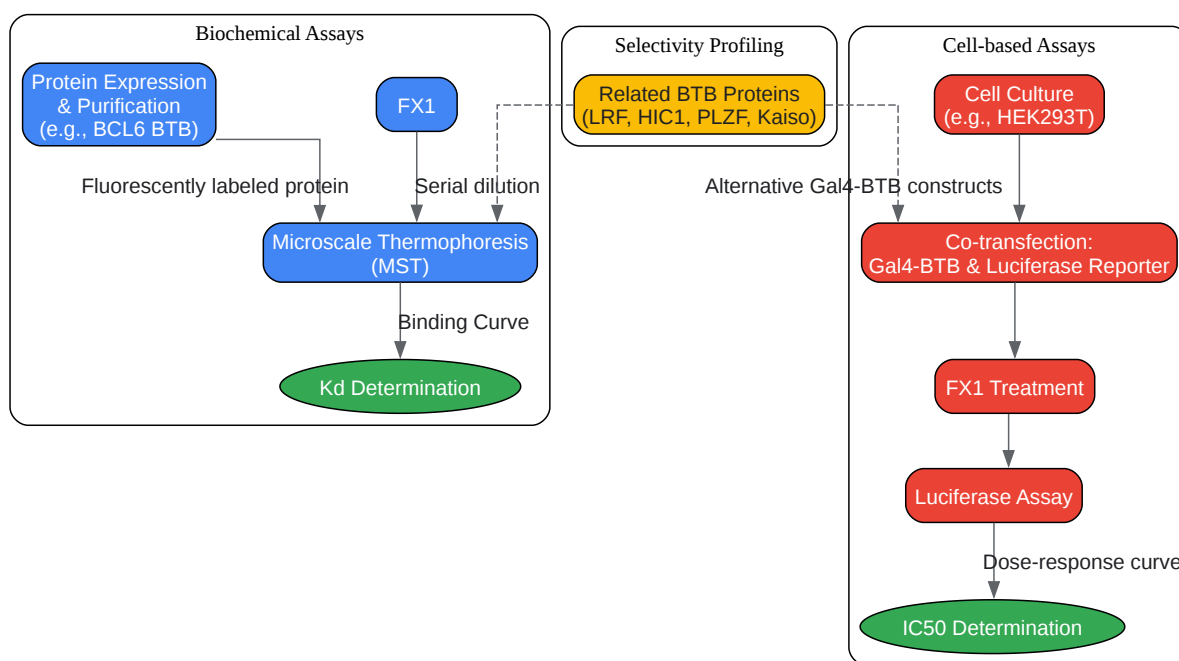 Biochemical Assays
Protein Expression
& Purification
(e.g., BCL6 BTB)
FX1
Fluorescently labeled protein
Serial dilution
Microscale Thermophoresis
(MST)
Binding Curve
Kd Determination
Selectivity Profiling
Related BTB Proteins
(LRF, HIC1, PLZF, Kaiso)
Alternative Gal4-BTB constructs
Cell-based Assays
Cell Culture
(e.g., HEK293T)
Co-transfection:
Gal4-BTB & Luciferase Reporter
FX1 Treatment
Luciferase Assay
Dose-response curve
IC50 Determination